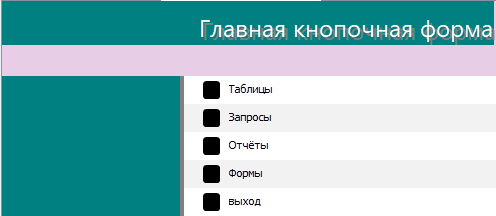 Главная кнопочная форма
Таблицы
Запросы
Отчёты
Формы
выход